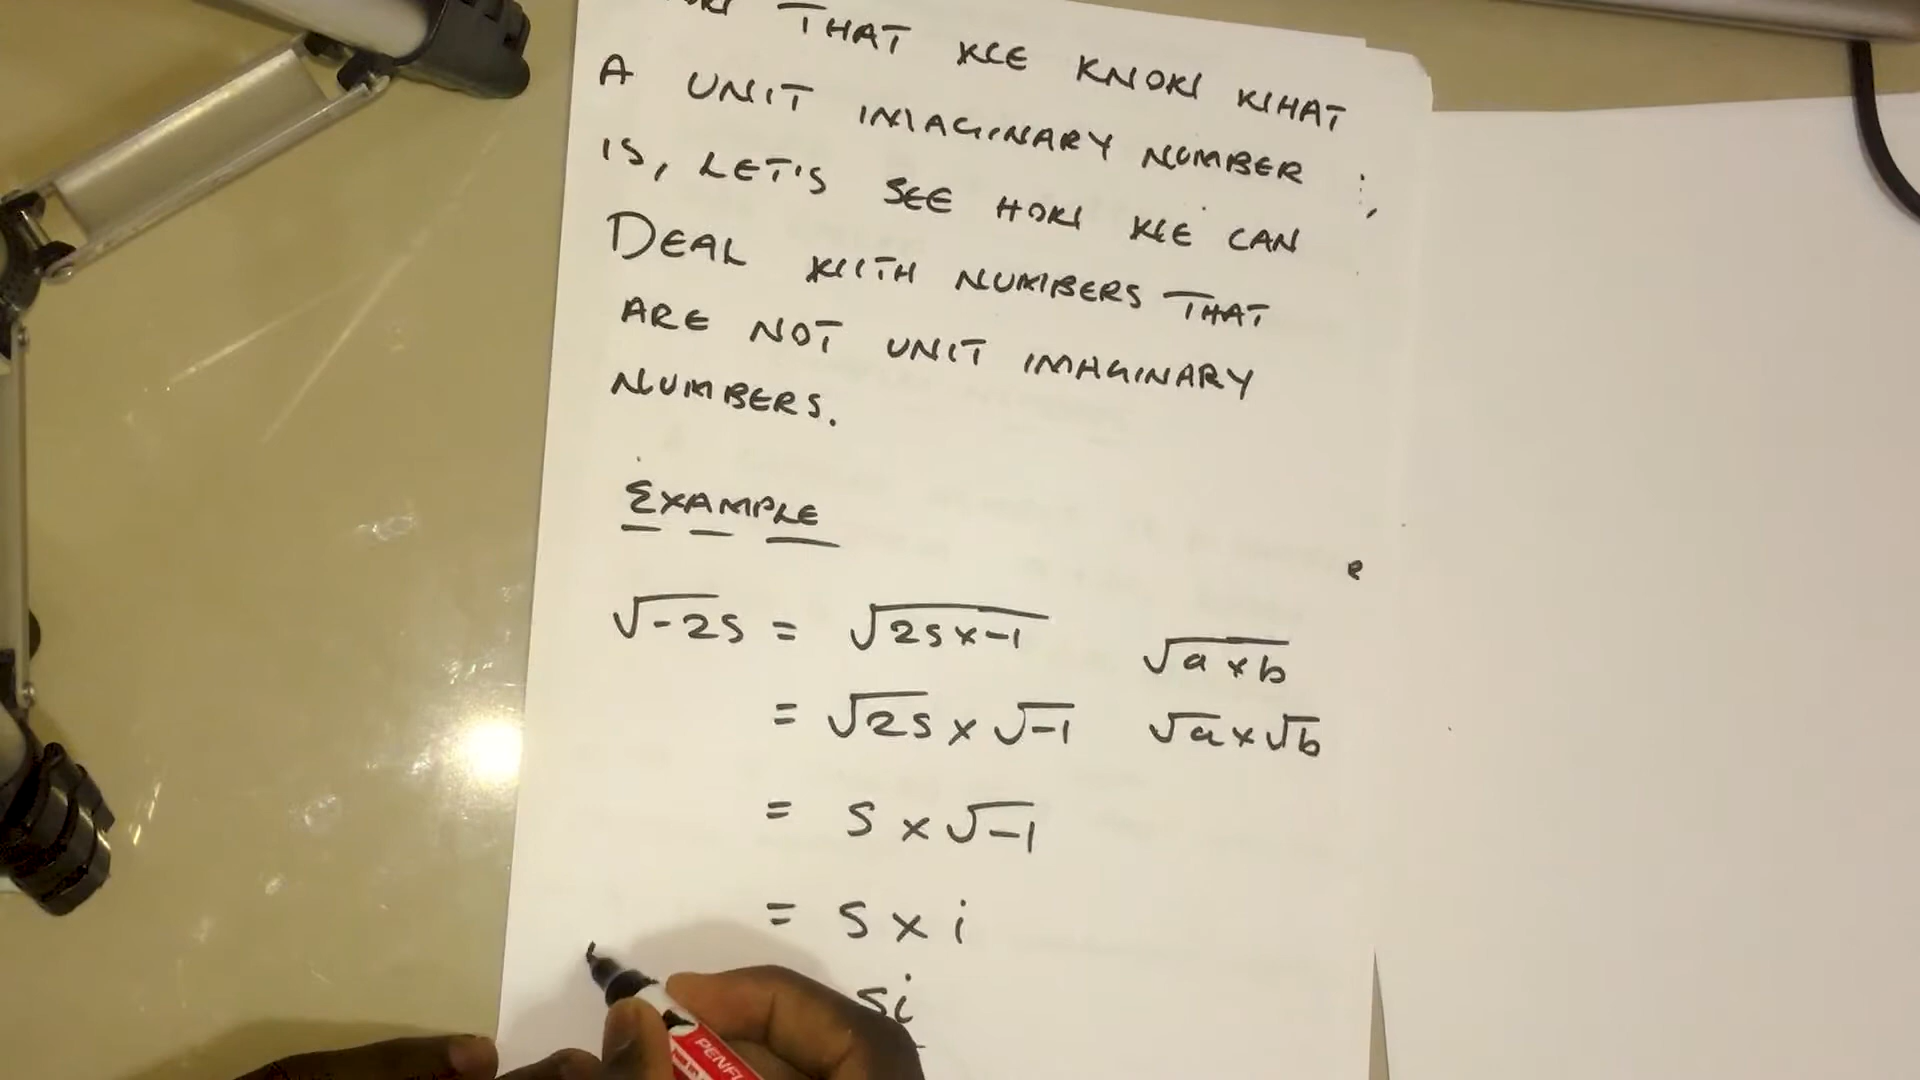 THAT WE KNOW WHAT
A UNIT IMAGINARY NUMBER
IS, LET'S SEE HOW WE CAN
DEAL WITH NUMBERS THAT
ARE NOT UNIT IMAGINARY
NUMBERS.
EXAMPLE
√-25 = √25×-1
√a×b
= √25 × √-1
√a×√b
= 5 × √-1
= 5 × i
5i